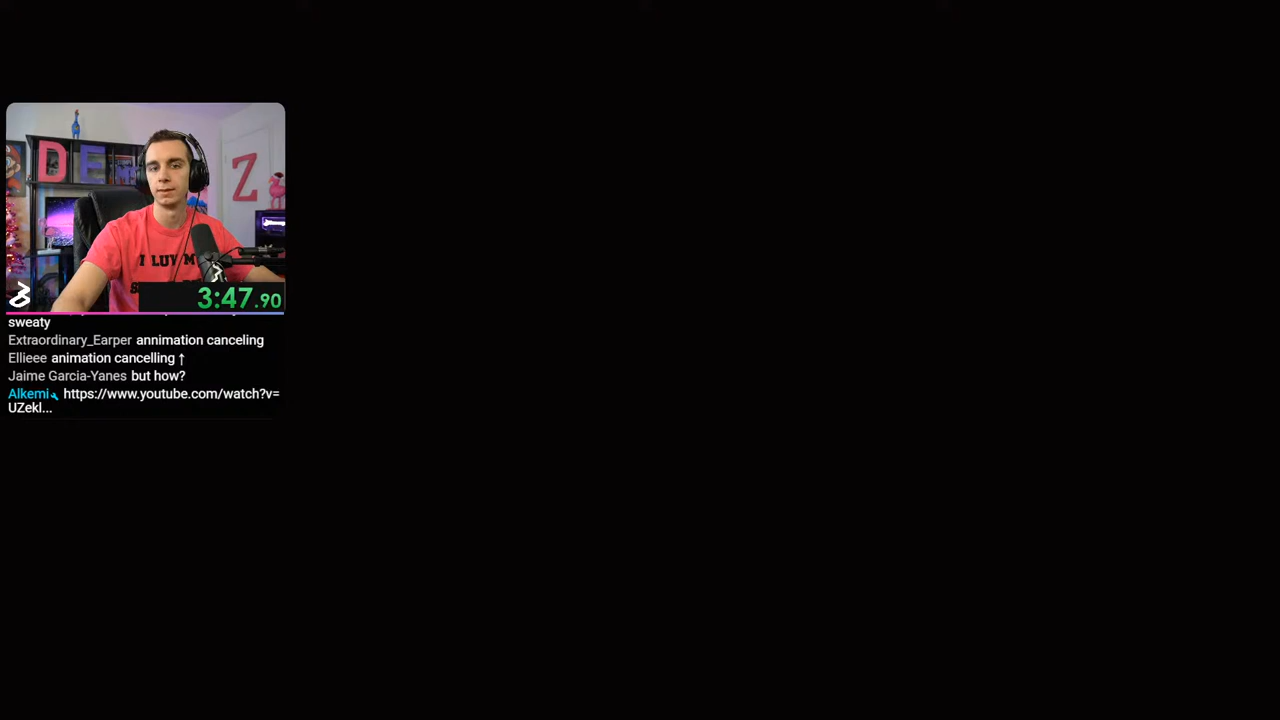 DE
Z
I LUV M
3:47.90
sweaty
Extraordinary_Earper annimation canceling
Ellieee animation cancelling ↑
Jaime Garcia-Yanes but how?
Alkemi https://www.youtube.com/watch?v=
UZekl...